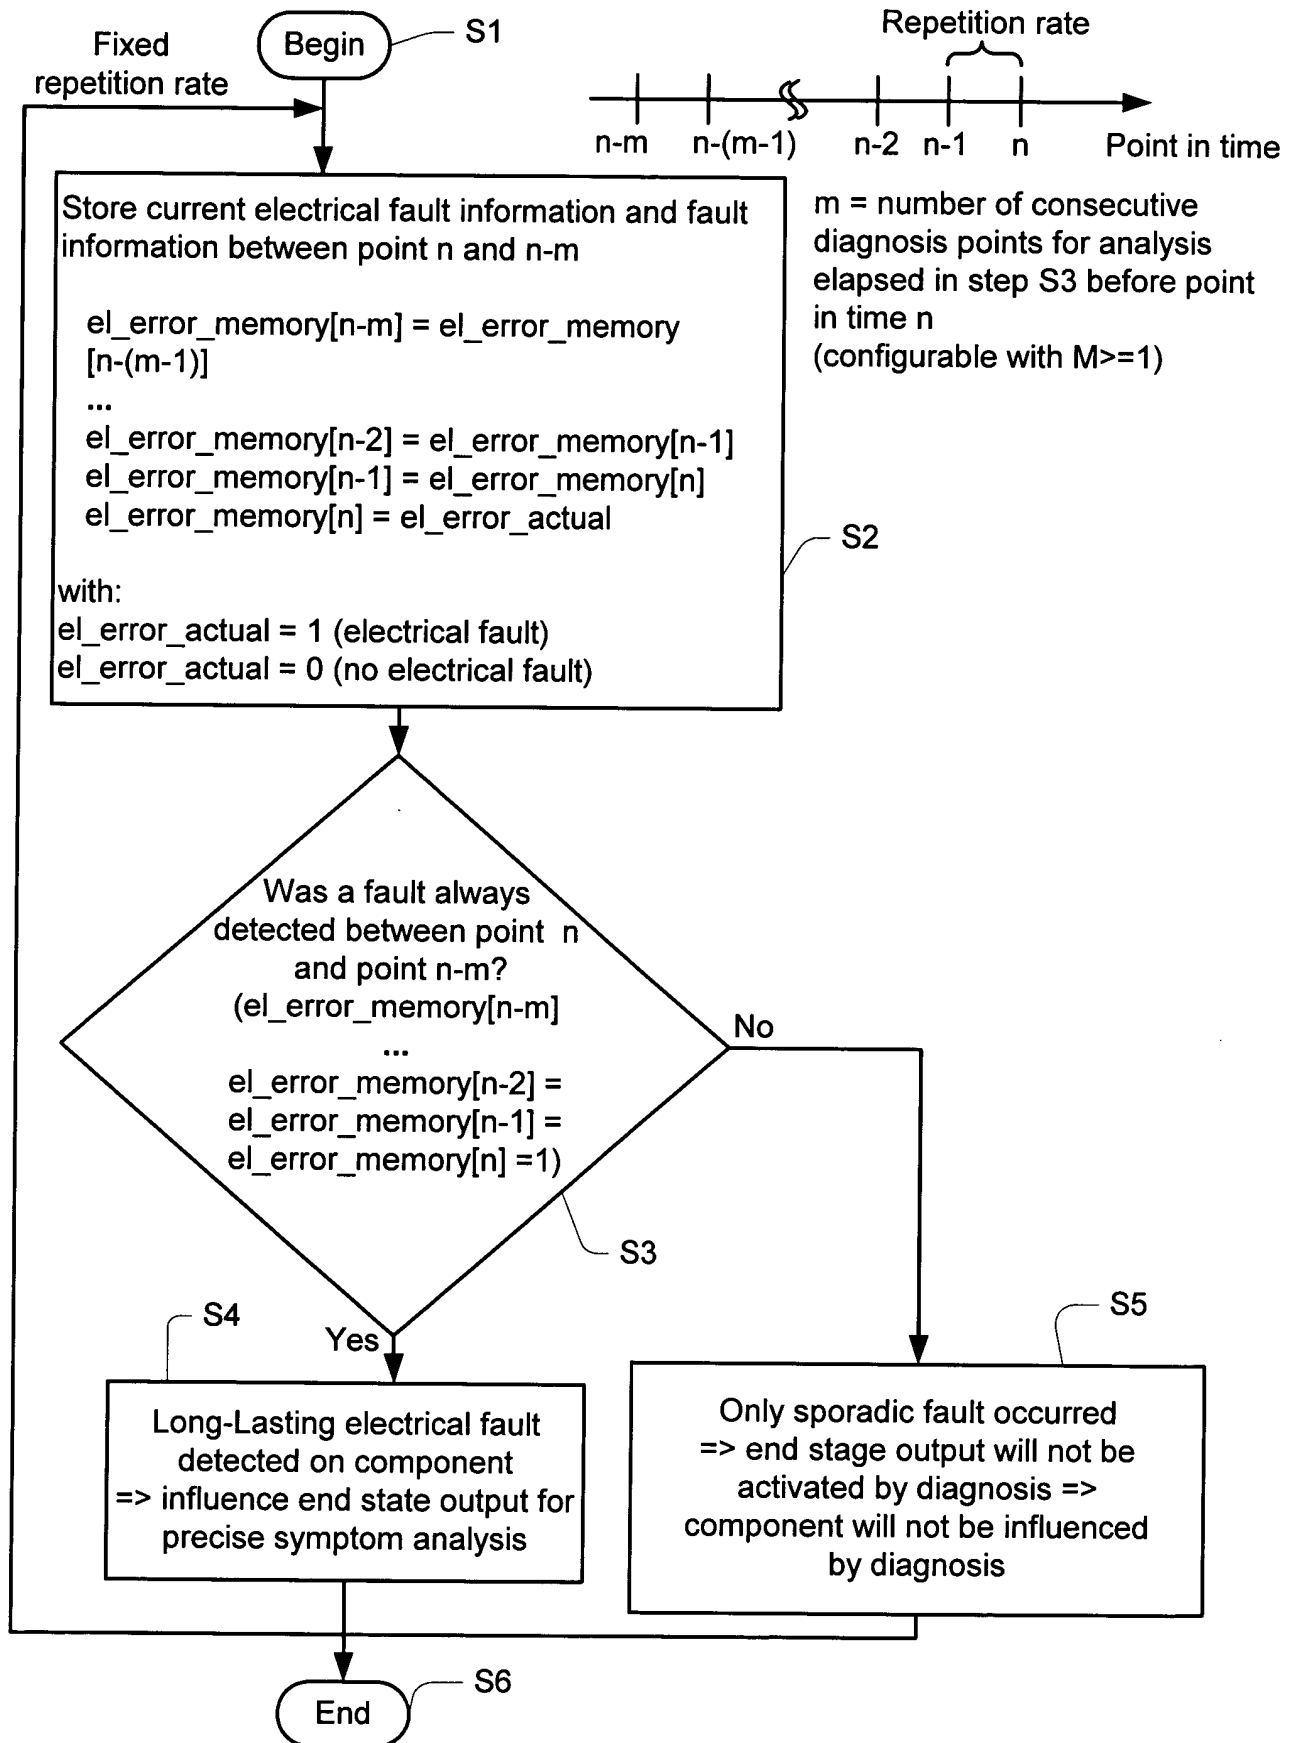 Fixed
repetition rate
Begin
S1
Repetition rate
n-m
n-(m-1)
n-2
n-1
n
Point in time
m = number of consecutive
diagnosis points for analysis
elapsed in step S3 before point
in time n
(configurable with M>=1)
Store current electrical fault information and fault
information between point n and n-m
el_error_memory[n-m] = el_error_memory
[n-(m-1)]
...
el_error_memory[n-2] = el_error_memory[n-1]
el_error_memory[n-1] = el_error_memory[n]
el_error_memory[n] = el_error_actual
with:
el_error_actual = 1 (electrical fault)
el_error_actual = 0 (no electrical fault)
S2
Was a fault always
detected between point n
and point n-m?
(el_error_memory[n-m]
...
el_error_memory[n-2] =
el_error_memory[n-1] =
el_error_memory[n] =1)
No
S3
Yes
S4
Long-Lasting electrical fault
detected on component
=> influence end state output for
precise symptom analysis
S5
Only sporadic fault occurred
=> end stage output will not be
activated by diagnosis =>
component will not be influenced
by diagnosis
End
S6